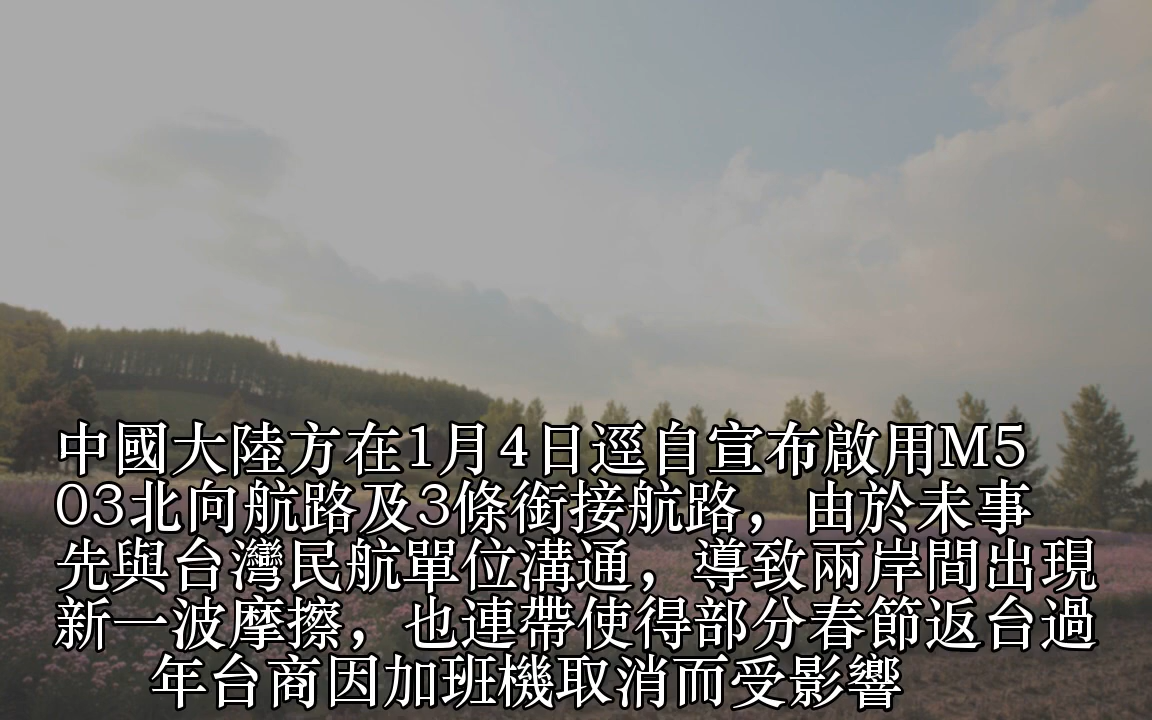 中國大陸方在1月4日逕自宣布啟用M5
03北向航路及3條銜接航路，由於未事
先與台灣民航單位溝通，導致兩岸間出現
新一波摩擦，也連帶使得部分春節返台過
年台商因加班機取消而受影響